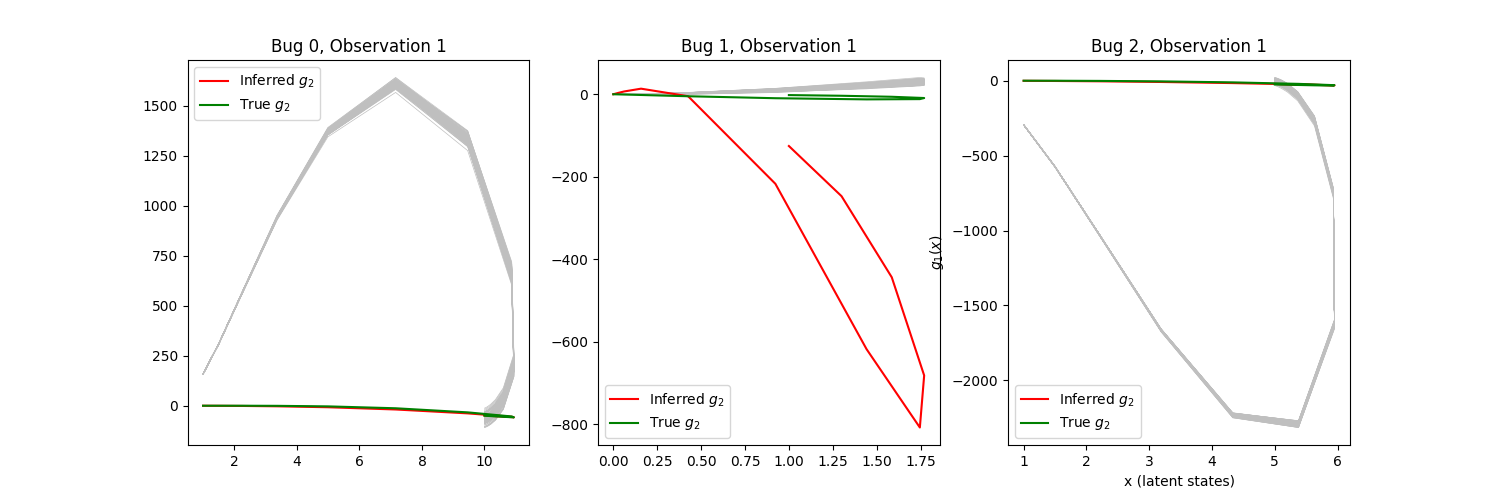 Bug 0, Observation 1
Inferred g₂
True g₂
1500
1250
1000
750
500
250
0
2 4 6 8 10
Bug 1, Observation 1
0
−200
−400
−600
−800
Inferred g₂
True g₂
0.00 0.25 0.50 0.75 1.00 1.25 1.50 1.75
Bug 2, Observation 1
g₁(x)
0
−500
−1000
−1500
−2000
Inferred g₂
True g₂
1 2 3 4 5 6
x (latent states)